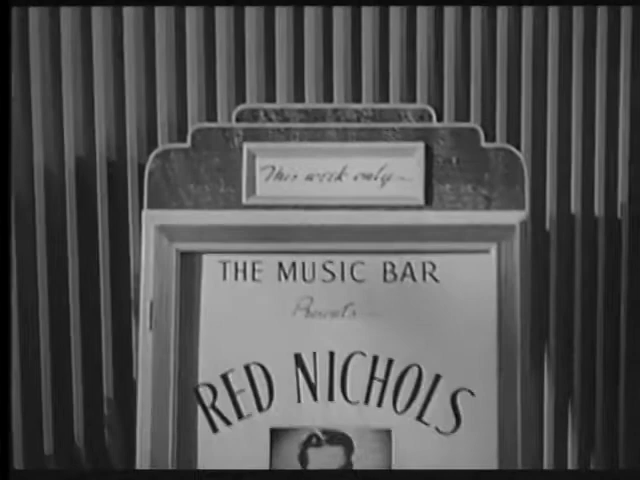 This week only
THE MUSIC BAR
Presents
RED NICHOLS